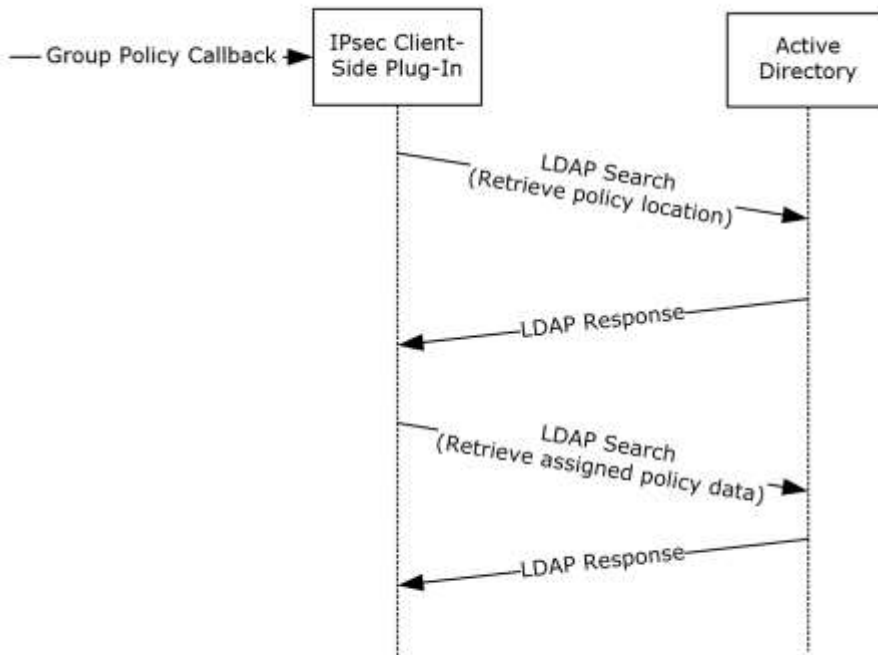 Group Policy Callback
IPsec Client-
Side Plug-In
Active
Directory
LDAP Search
(Retrieve policy location)
LDAP Response
LDAP Search
(Retrieve assigned policy data)
LDAP Response